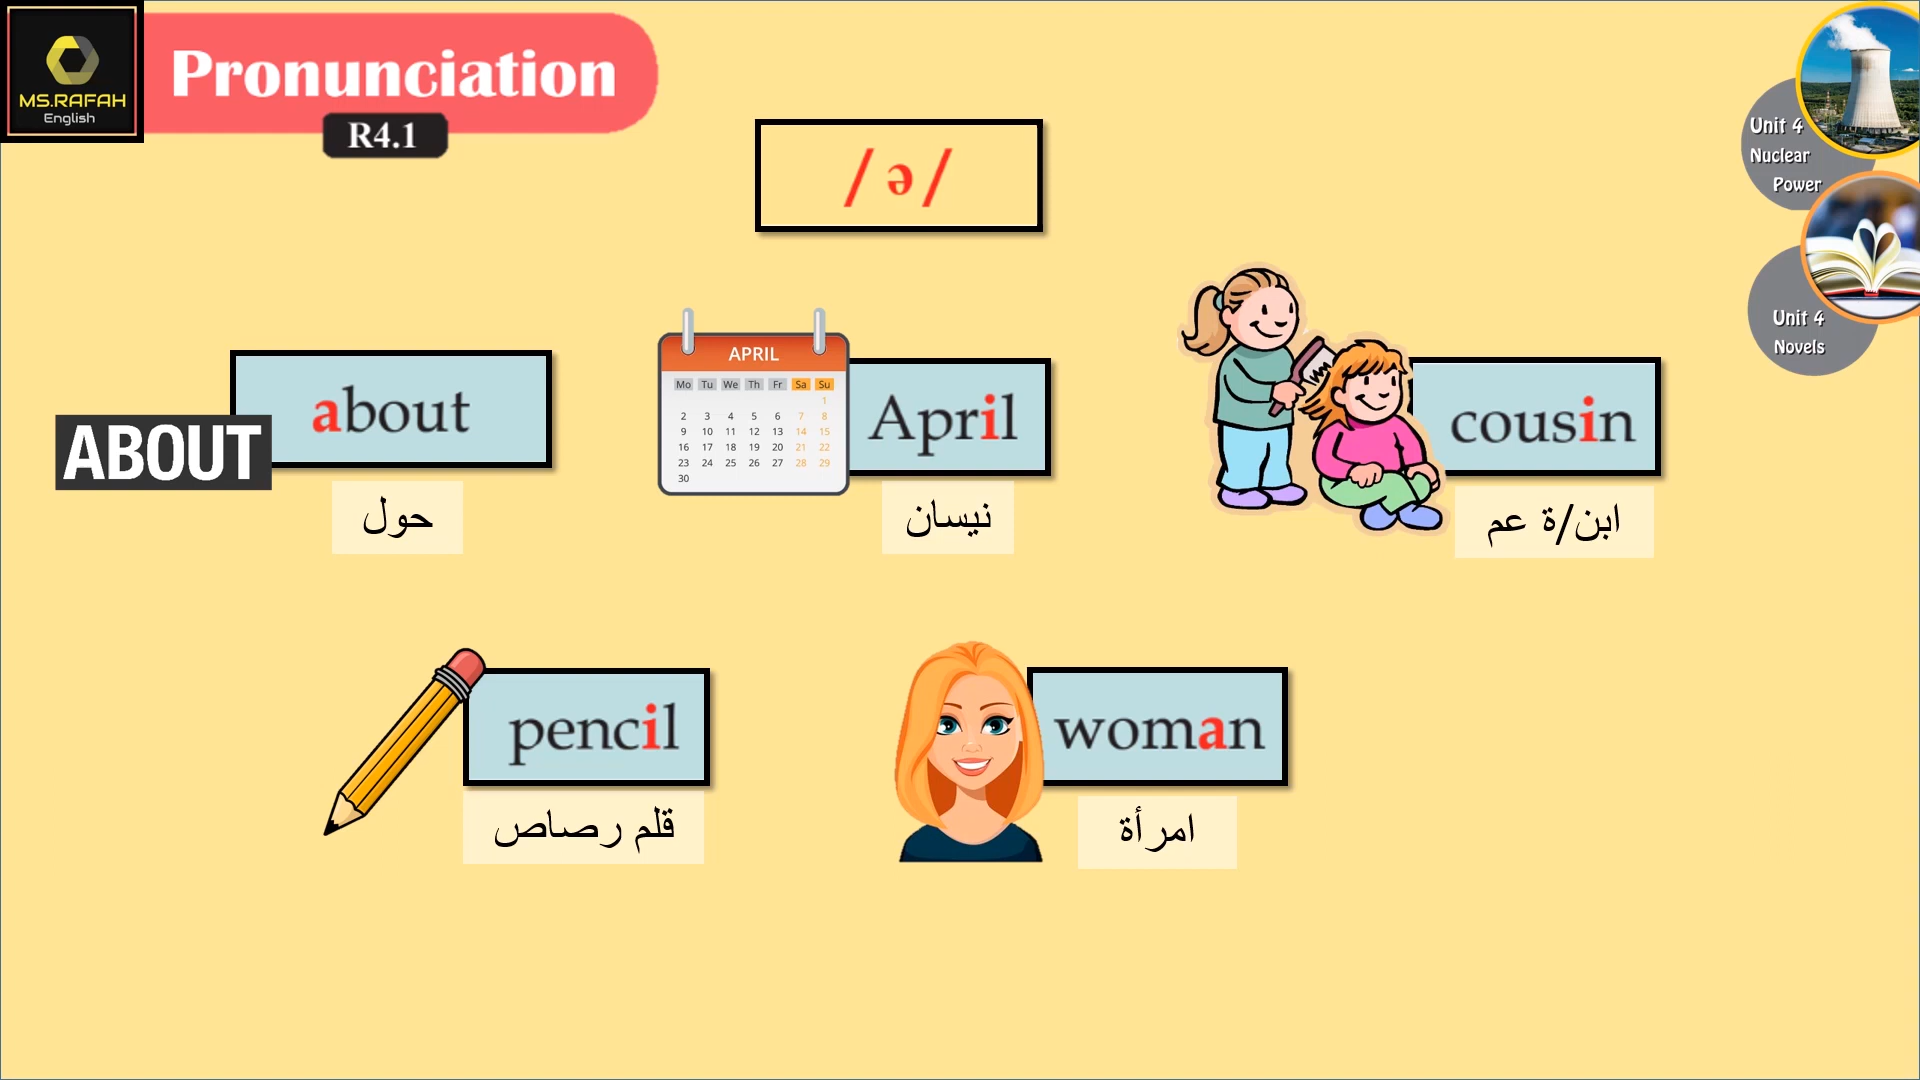 MS.RAFAH
English
Pronunciation
R4.1
/ə/
Unit 4
Nuclear
Power
Unit 4
Novels
ABOUT
about
حول
APRIL
Mo Tu We Th Fr Sa Su
1
2 3 4 5 6 7 8
9 10 11 12 13 14 15
16 17 18 19 20 21 22
23 24 25 26 27 28 29
30
April
نيسان
cousin
ابن/ة عم
pencil
قلم رصاص
woman
امرأة